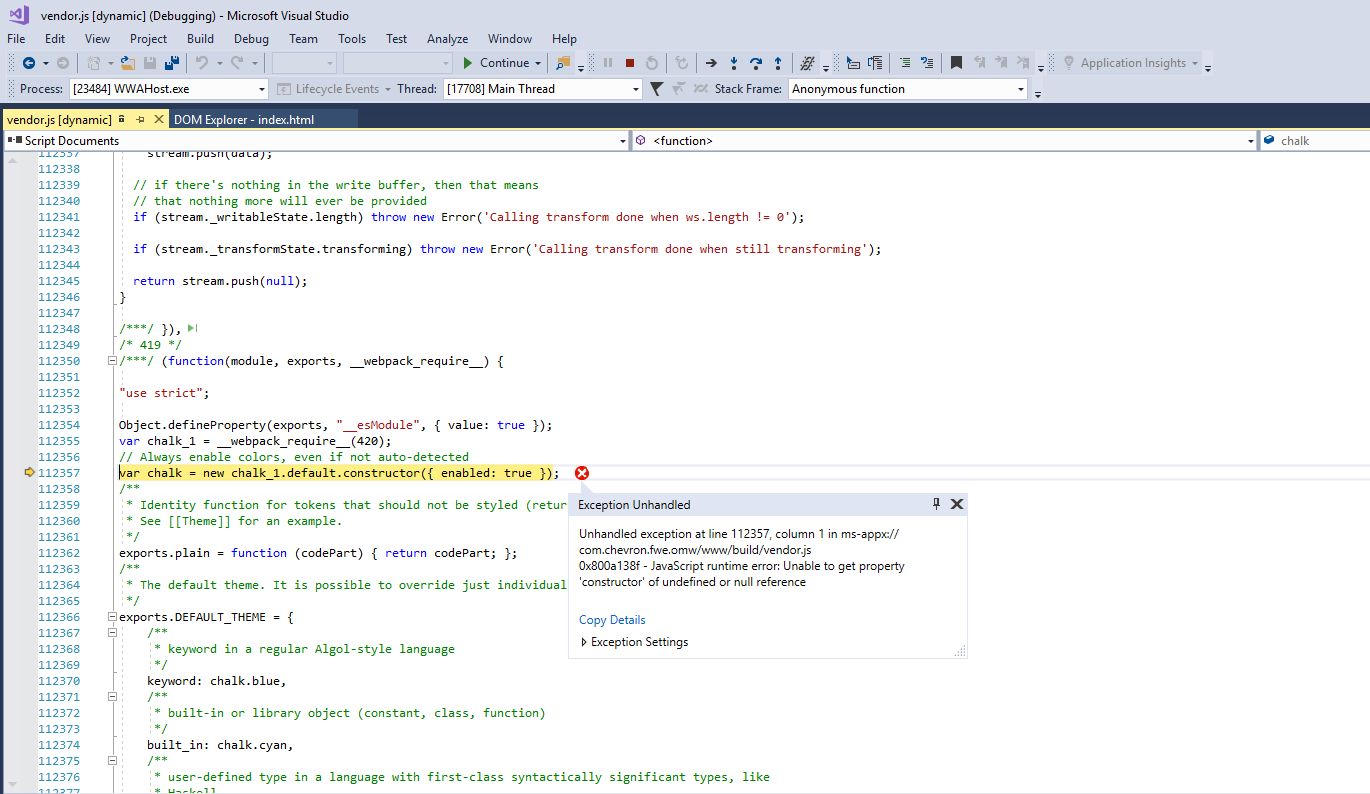 vendor.js [dynamic] (Debugging) - Microsoft Visual Studio
File Edit View Project Build Debug Team Tools Test Analyze Window Help
Continue Application Insights
Process: [23484] WWAHost.exe Lifecycle Events Thread: [17708] Main Thread Stack Frame: Anonymous function
vendor.js [dynamic] DOM Explorer - index.html
Script Documents <function> chalk
112337 stream.push(data);
112338
112339 // if there's nothing in the write buffer, then that means
112340 // that nothing more will ever be provided
112341 if (stream._writableState.length) throw new Error('Calling transform done when ws.length != 0');
112342
112343 if (stream._transformState.transforming) throw new Error('Calling transform done when still transforming');
112344
112345 return stream.push(null);
112346 }
112347
112348 /***/ }),
112349 /* 419 */
112350 /***/ (function(module, exports, __webpack_require__) {
112351
112352 "use strict";
112353
112354 Object.defineProperty(exports, "__esModule", { value: true });
112355 var chalk_1 = __webpack_require__(420);
112356 // Always enable colors, even if not auto-detected
112357 var chalk = new chalk_1.default.constructor({ enabled: true });
112358 /**
112359 * Identity function for tokens that should not be styled (retur
112360 * See [[Theme]] for an example.
112361 */
112362 exports.plain = function (codePart) { return codePart; };
112363 /**
112364 * The default theme. It is possible to override just individual
112365 */
112366 exports.DEFAULT_THEME = {
112367 /**
112368 * keyword in a regular Algol-style language
112369 */
112370 keyword: chalk.blue,
112371 /**
112372 * built-in or library object (constant, class, function)
112373 */
112374 built_in: chalk.cyan,
112375 /**
112376 * user-defined type in a language with first-class syntactically significant types, like
112377 * Haskell
Exception Unhandled
Unhandled exception at line 112357, column 1 in ms-appx://
com.chevron.fwe.omw/www/build/vendor.js
0x800a138f - JavaScript runtime error: Unable to get property
'constructor' of undefined or null reference
Copy Details
Exception Settings